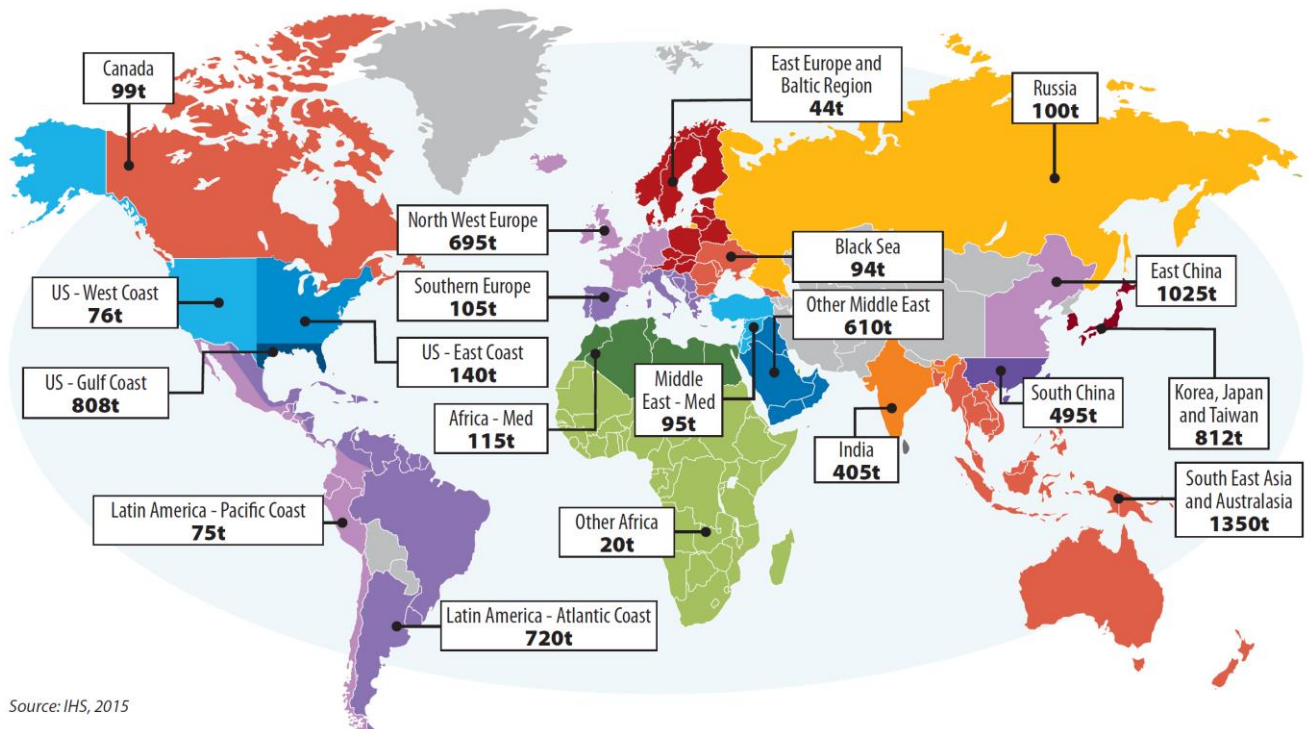 Canada
99t
East Europe and
Baltic Region
44t
Russia
100t
North West Europe
695t
Black Sea
94t
East China
1025t
US - West Coast
76t
Southern Europe
105t
Other Middle East
610t
US - Gulf Coast
808t
US - East Coast
140t
Africa - Med
115t
Middle
East - Med
95t
India
405t
South China
495t
Korea, Japan
and Taiwan
812t
Latin America - Pacific Coast
75t
Other Africa
20t
South East Asia
and Australasia
1350t
Latin America - Atlantic Coast
720t
Source: IHS, 2015